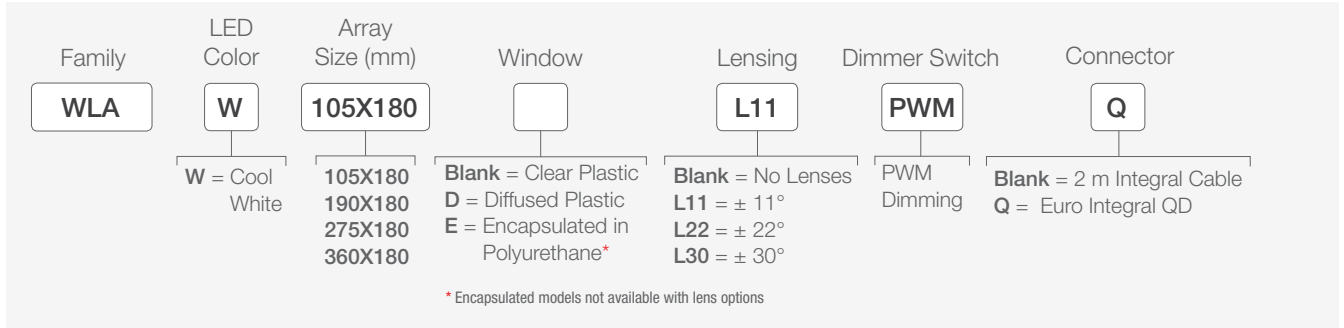 Family
LED
Color
Array
Size (mm)
Window
Lensing
Dimmer Switch
Connector
WLA
W
105X180
L11
PWM
Q
W = Cool
White
105X180
190X180
275X180
360X180
Blank = Clear Plastic
D = Diffused Plastic
E = Encapsulated in
Polyurethane*
Blank = No Lenses
L11 = ± 11°
L22 = ± 22°
L30 = ± 30°
PWM
Dimming
Blank = 2 m Integral Cable
Q = Euro Integral QD
* Encapsulated models not available with lens options